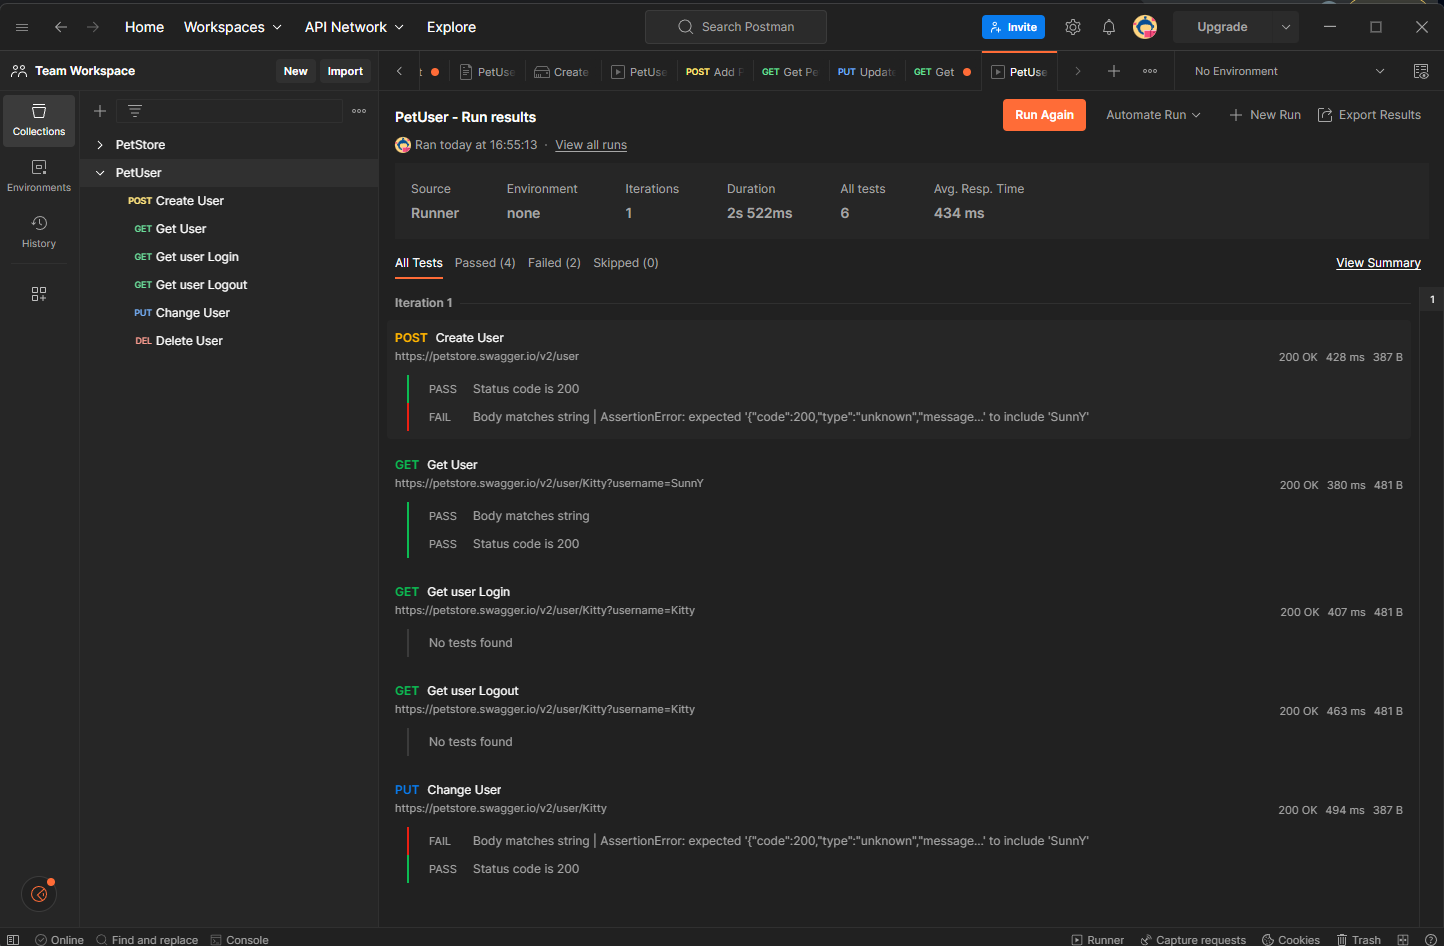 Home Workspaces API Network Explore Search Postman Invite Upgrade
Team Workspace New Import PetUse Create PetUse POST Add GET Get Pe PUT Updat GET Get PetUse No Environment
Collections
Environments
History
PetStore
PetUser
POST Create User
GET Get User
GET Get user Login
GET Get user Logout
PUT Change User
DEL Delete User
PetUser - Run results
Run Again Automate Run New Run Export Results
Ran today at 16:55:13 · View all runs
Source Environment Iterations Duration All tests Avg. Resp. Time
Runner none 1 2s 522ms 6 434 ms
All Tests Passed (4) Failed (2) Skipped (0) View Summary
Iteration 1
1
POST Create User
https://petstore.swagger.io/v2/user
200 OK 428 ms 387 B
PASS Status code is 200
FAIL Body matches string | AssertionError: expected '{"code":200,"type":"unknown","message...' to include 'SunnY'
GET Get User
https://petstore.swagger.io/v2/user/Kitty?username=SunnY
200 OK 380 ms 481 B
PASS Body matches string
PASS Status code is 200
GET Get user Login
https://petstore.swagger.io/v2/user/Kitty?username=Kitty
200 OK 407 ms 481 B
No tests found
GET Get user Logout
https://petstore.swagger.io/v2/user/Kitty?username=Kitty
200 OK 463 ms 481 B
No tests found
PUT Change User
https://petstore.swagger.io/v2/user/Kitty
200 OK 494 ms 387 B
FAIL Body matches string | AssertionError: expected '{"code":200,"type":"unknown","message...' to include 'SunnY'
PASS Status code is 200
Online Find and replace Console Runner Capture requests Cookies Trash